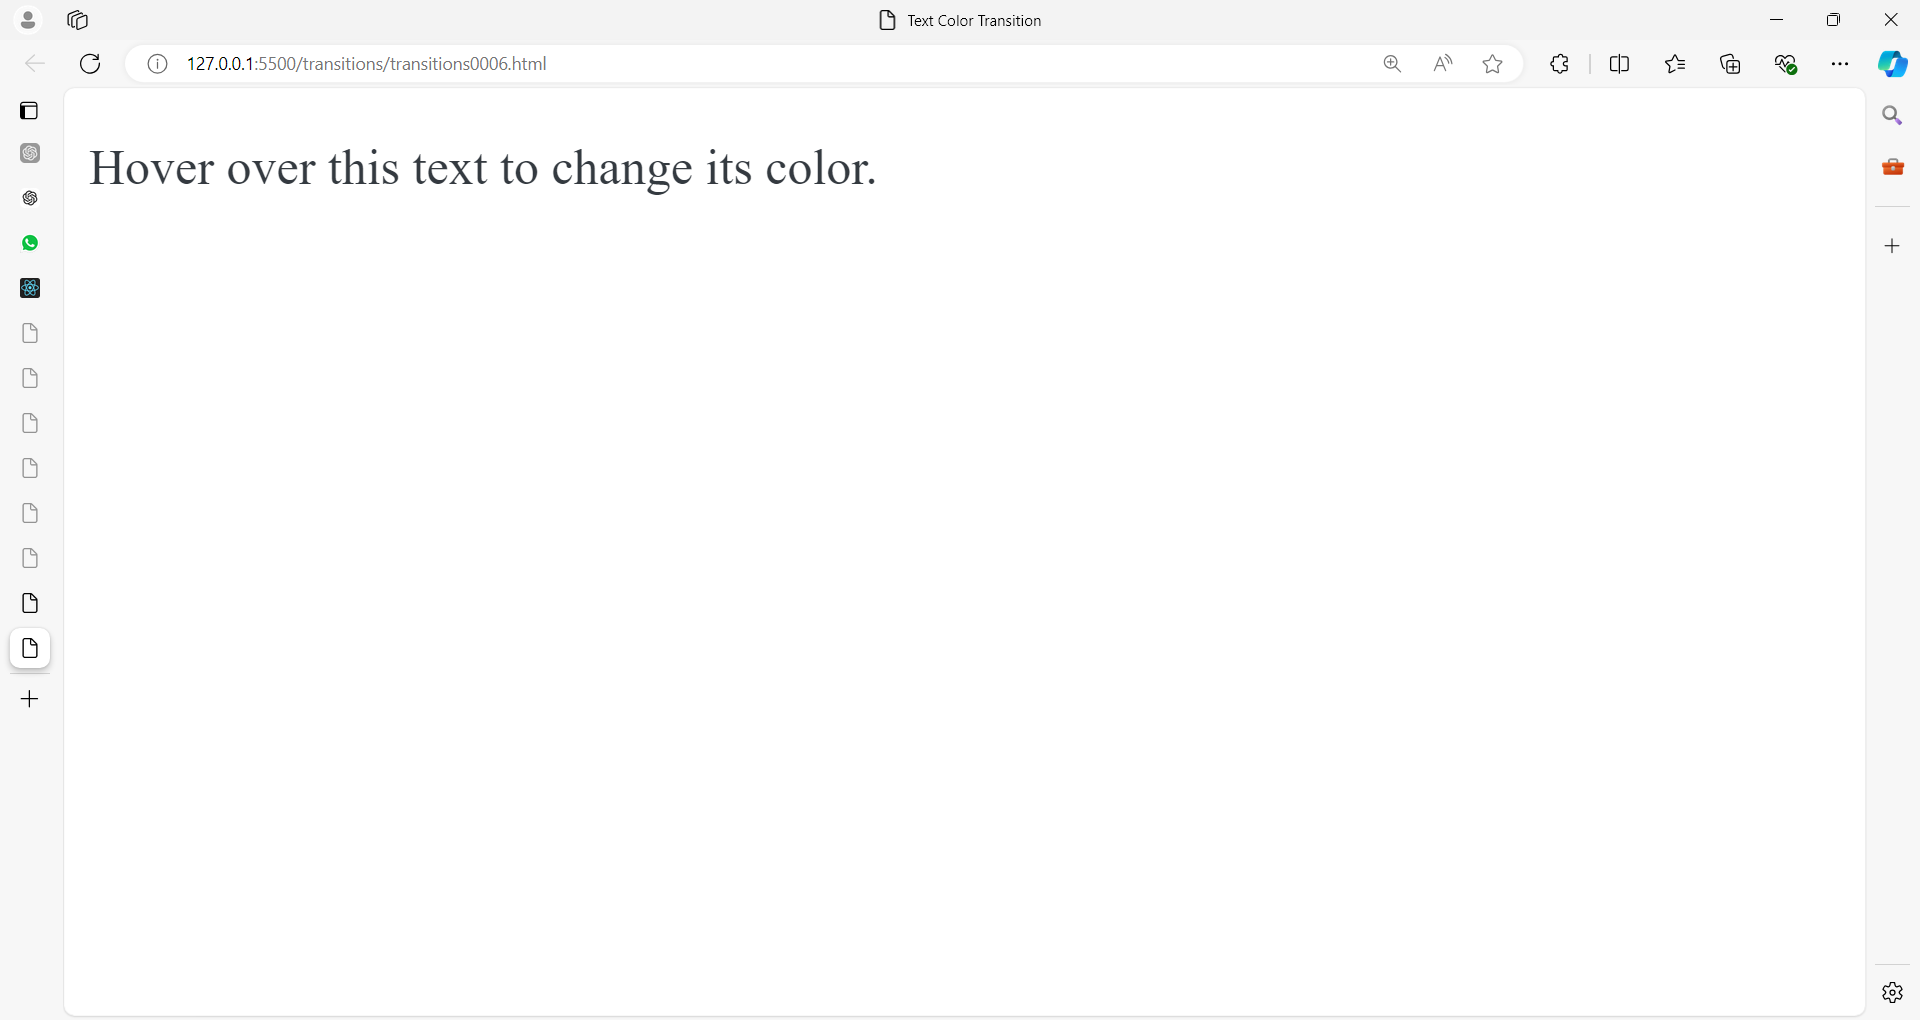 Text Color Transition
127.0.0.1:5500/transitions/transitions0006.html
Hover over this text to change its color.